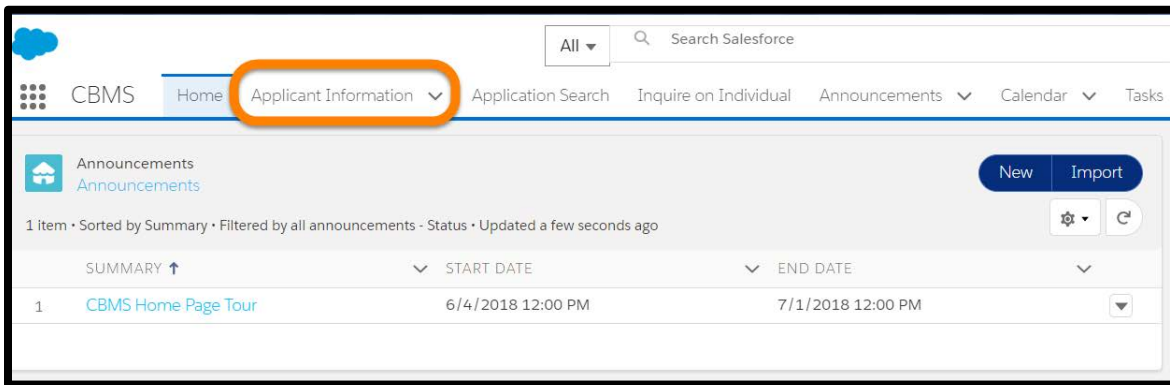 All Search Salesforce
CBMS Home Applicant Information Application Search Inquire on Individual Announcements Calendar Tasks
Announcements
Announcements
New Import
1 item • Sorted by Summary • Filtered by all announcements - Status • Updated a few seconds ago
SUMMARY START DATE END DATE
1 CBMS Home Page Tour 6/4/2018 12:00 PM 7/1/2018 12:00 PM